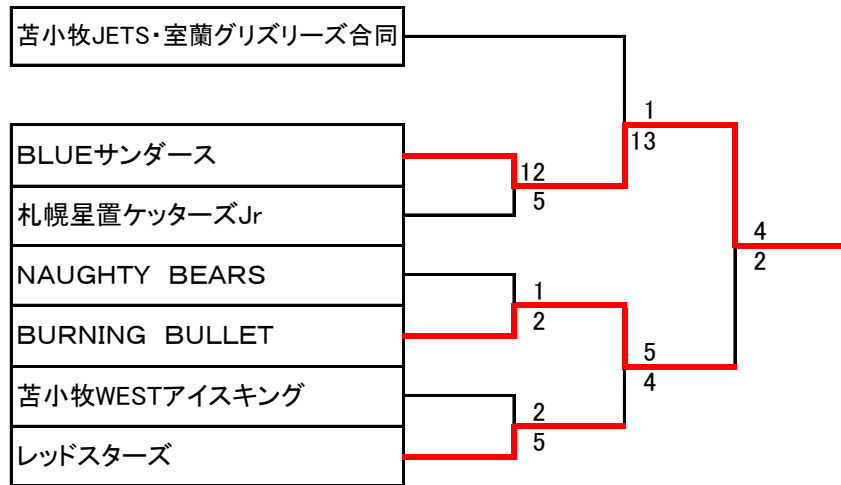 苫小牧JETS・室蘭グリズリーズ合同
1
13
BLUEサンダース
12
5
札幌星置ケッターズJr
4
2
NAUGHTY BEARS
1
2
BURNING BULLET
5
4
苫小牧WESTアイスキング
2
5
レッドスターズ